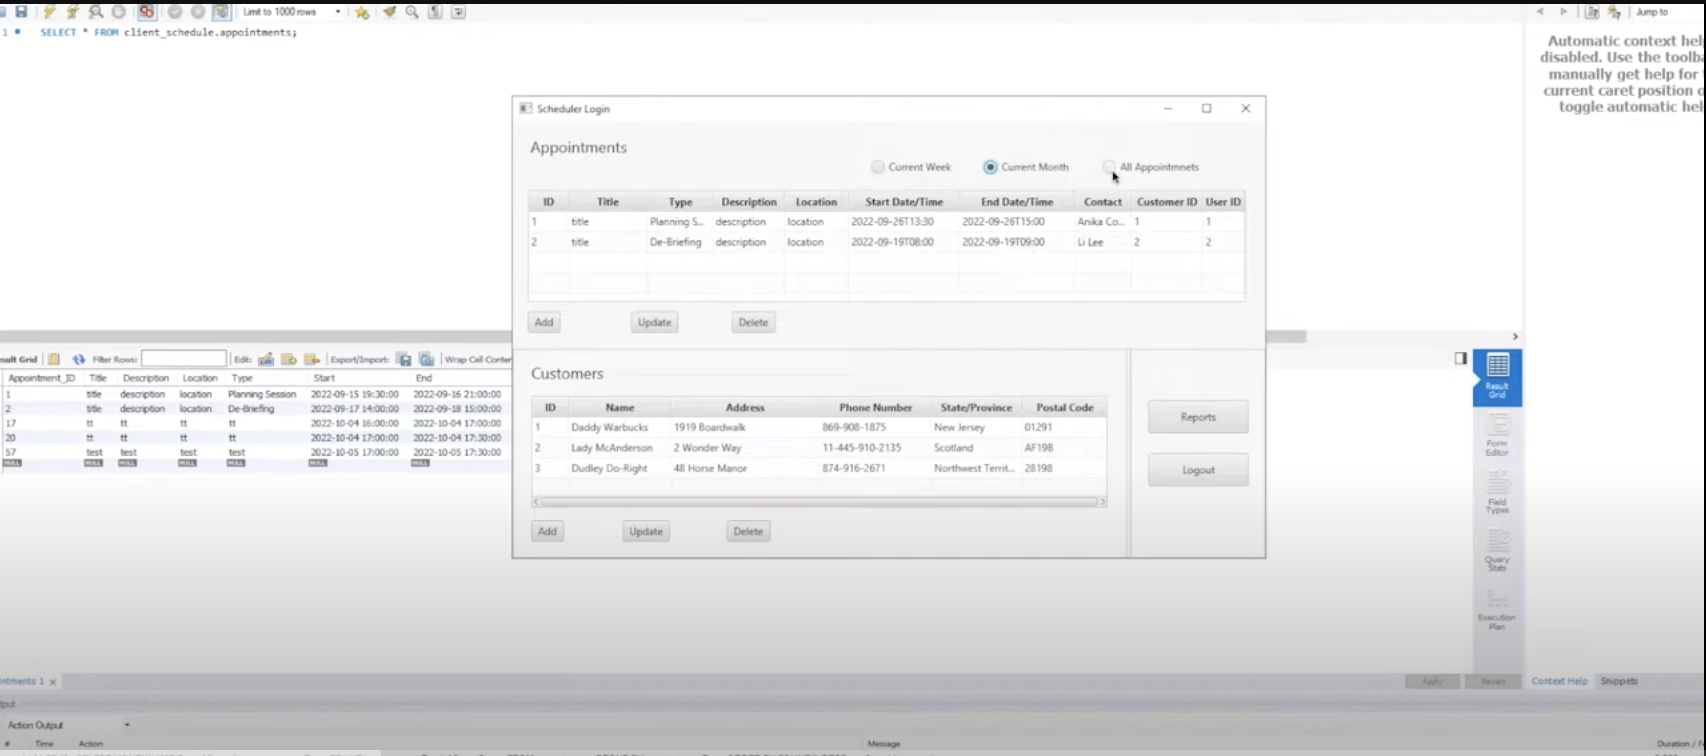 Limit to 1000 rows
Jump to
1 SELECT * FROM client_schedule.appointments;
Automatic context hel
disabled. Use the toolba
manually get help for
current caret position o
toggle automatic hel
Scheduler Login
Appointments
Current Week Current Month All Appointmnets
ID Title Type Description Location Start Date/Time End Date/Time Contact Customer ID User ID
1 title Planning S... description location 2022-09-26T13:30 2022-09-26T15:00 Anika Co... 1 1
2 title De-Briefing description location 2022-09-19T08:00 2022-09-19T09:00 Li Lee 2 2
Add Update Delete
sult Grid Filter Rows: Edit: Export/Import: Wrap Cell Conter
Appointment_ID Title Description Location Type Start End
1 title description location Planning Session 2022-09-15 19:30:00 2022-09-16 21:00:00
2 title description location De-Briefing 2022-09-17 14:00:00 2022-09-18 15:00:00
17 tt tt tt tt 2022-10-04 16:00:00 2022-10-04 17:00:00
20 tt tt tt tt 2022-10-04 17:00:00 2022-10-04 17:30:00
57 test test test test 2022-10-05 17:00:00 2022-10-05 17:30:00
NULL NULL NULL NULL NULL NULL NULL
Customers
ID Name Address Phone Number State/Province Postal Code
1 Daddy Warbucks 1919 Boardwalk 869-908-1875 New Jersey 01291
2 Lady McAnderson 2 Wonder Way 11-445-910-2135 Scotland AF19B
3 Dudley Do-Right 48 Horse Manor 874-916-2671 Northwest Territ... 28198
Add Update Delete
Reports
Logout
Result
Grid
Form
Editor
Field
Types
Query
Stats
Execution
Plan
intments 1
Apply Revert Context Help Snippets
tput
Action Output
# Time Action Message Duration / F